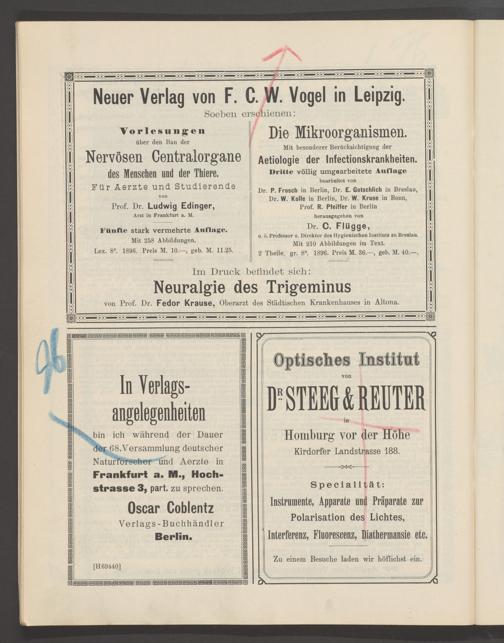 Neuer Verlag von F. C. W. Vogel in Leipzig.
Soeben erschienen:
Vorlesungen
über den Bau der
Nervösen Centralorgane
des Menschen und der Thiere.
Für Aerzte und Studierende
von
Prof. Dr. Ludwig Edinger,
Arzt in Frankfurt a. M.
Fünfte stark vermehrte Auflage.
Mit 258 Abbildungen.
Lex. 8°. 1896. Preis M. 10.—, geb. M. 11.25.
Die Mikroorganismen.
Mit besonderer Berücksichtigung der
Aetiologie der Infectionskrankheiten.
Dritte völlig umgearbeitete Auflage
bearbeitet von
Dr. P. Frosch in Berlin, Dr. E. Gotschlich in Breslau,
Dr. W. Kolle in Berlin, Dr. W. Kruse in Bonn,
Prof. R. Pfeiffer in Berlin
herausgegeben von
Dr. C. Flügge,
o. ö. Professor u. Director des Hygienischen Instituts zu Breslau.
Mit 210 Abbildungen im Text.
2 Theile. gr. 8°. 1896. Preis M. 36.—, geb. M. 40.—.
Im Druck befindet sich:
Neuralgie des Trigeminus
von Prof. Dr. Fedor Krause, Oberarzt des Städtischen Krankenhauses in Altona.
96
In Verlags-
angelegenheiten
bin ich während der Dauer
der 68. Versammlung deutscher
Naturforscher und Aerzte in
Frankfurt a. M., Hoch-
strasse 3, part. zu sprechen.
Oscar Coblentz
Verlags-Buchhändler
Berlin.
[H69440]
Optisches Institut
von
DR. STEEG & REUTER
in
Homburg vor der Höhe
Kirdorfer Landstrasse 188.
Specialität:
Instrumente, Apparate und Präparate zur
Polarisation des Lichtes,
Interferenz, Fluorescenz, Diathermansie etc.
Zu einem Besuche laden wir höflichst ein.